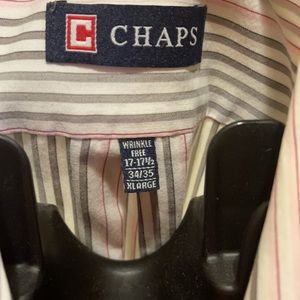 C CHAPS
WRINKLE
FREE
17-17½
34/35
XLARGE